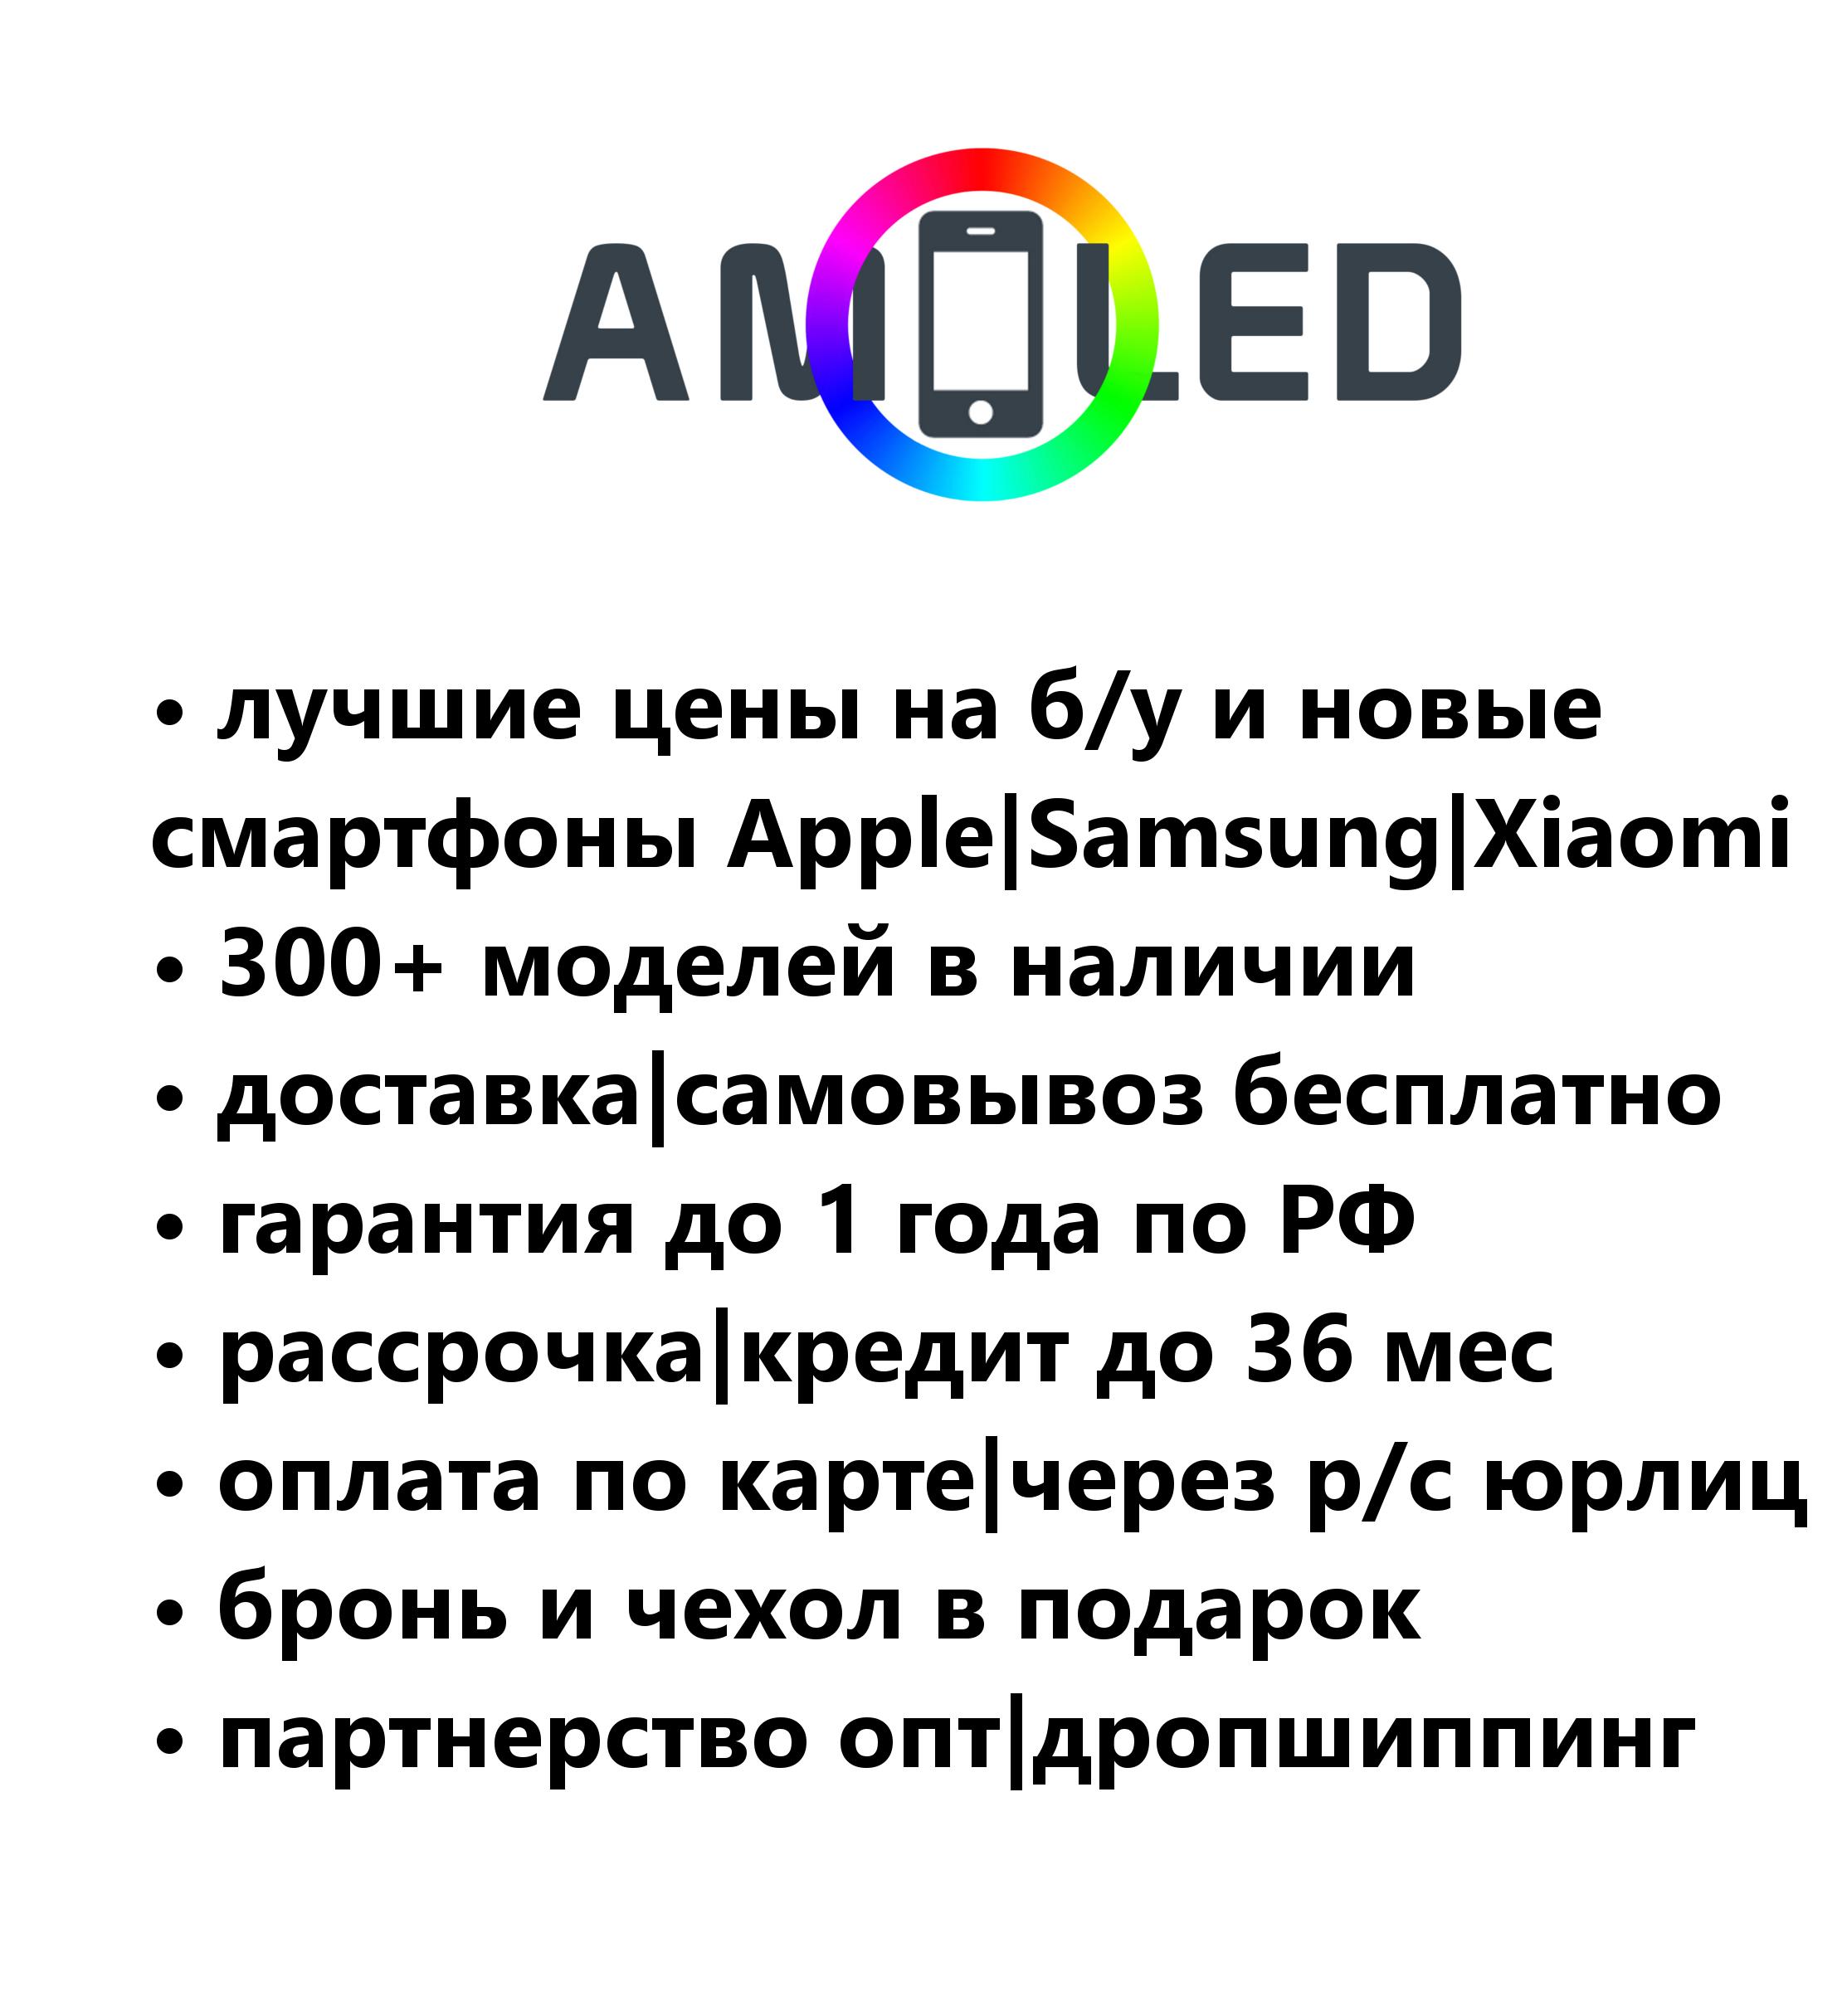 AMOLED
• лучшие цены на б/у и новые
смартфоны Apple|Samsung|Xiaomi
• 300+ моделей в наличии
• доставка|самовывоз бесплатно
• гарантия до 1 года по РФ
• рассрочка|кредит до 36 мес
• оплата по карте|через р/с юрлиц
• бронь и чехол в подарок
• партнерство опт|дропшиппинг